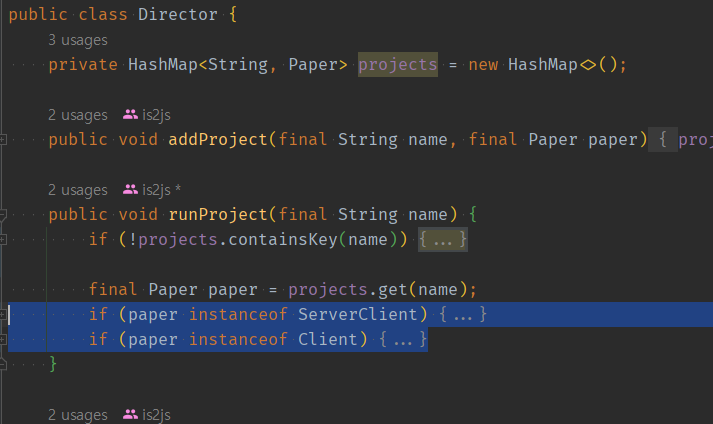 public class Director {
3 usages
private HashMap<String, Paper> projects = new HashMap<>();
2 usages is2js
public void addProject(final String name, final Paper paper) { pro
2 usages is2js *
public void runProject(final String name) {
if (!projects.containsKey(name)) {...}
final Paper paper = projects.get(name);
if (paper instanceof ServerClient) {...}
if (paper instanceof Client) {...}
}
2 usages is2js